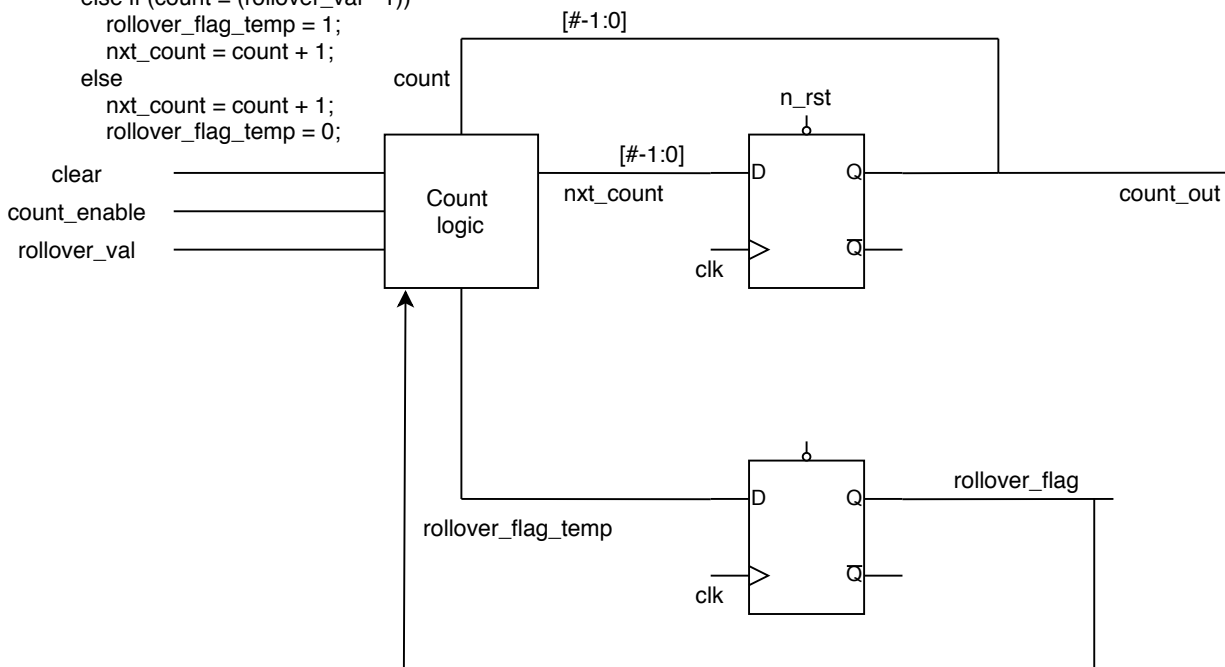 rollover_flag_temp = 1;
nxt_count = count + 1;
else
nxt_count = count + 1;
rollover_flag_temp = 0;
[#-1:0]
count
n_rst
[#-1:0]
clear
count_enable
rollover_val
Count
logic
nxt_count
D
Q
Q
clk
count_out
rollover_flag
D
Q
Q
rollover_flag_temp
clk